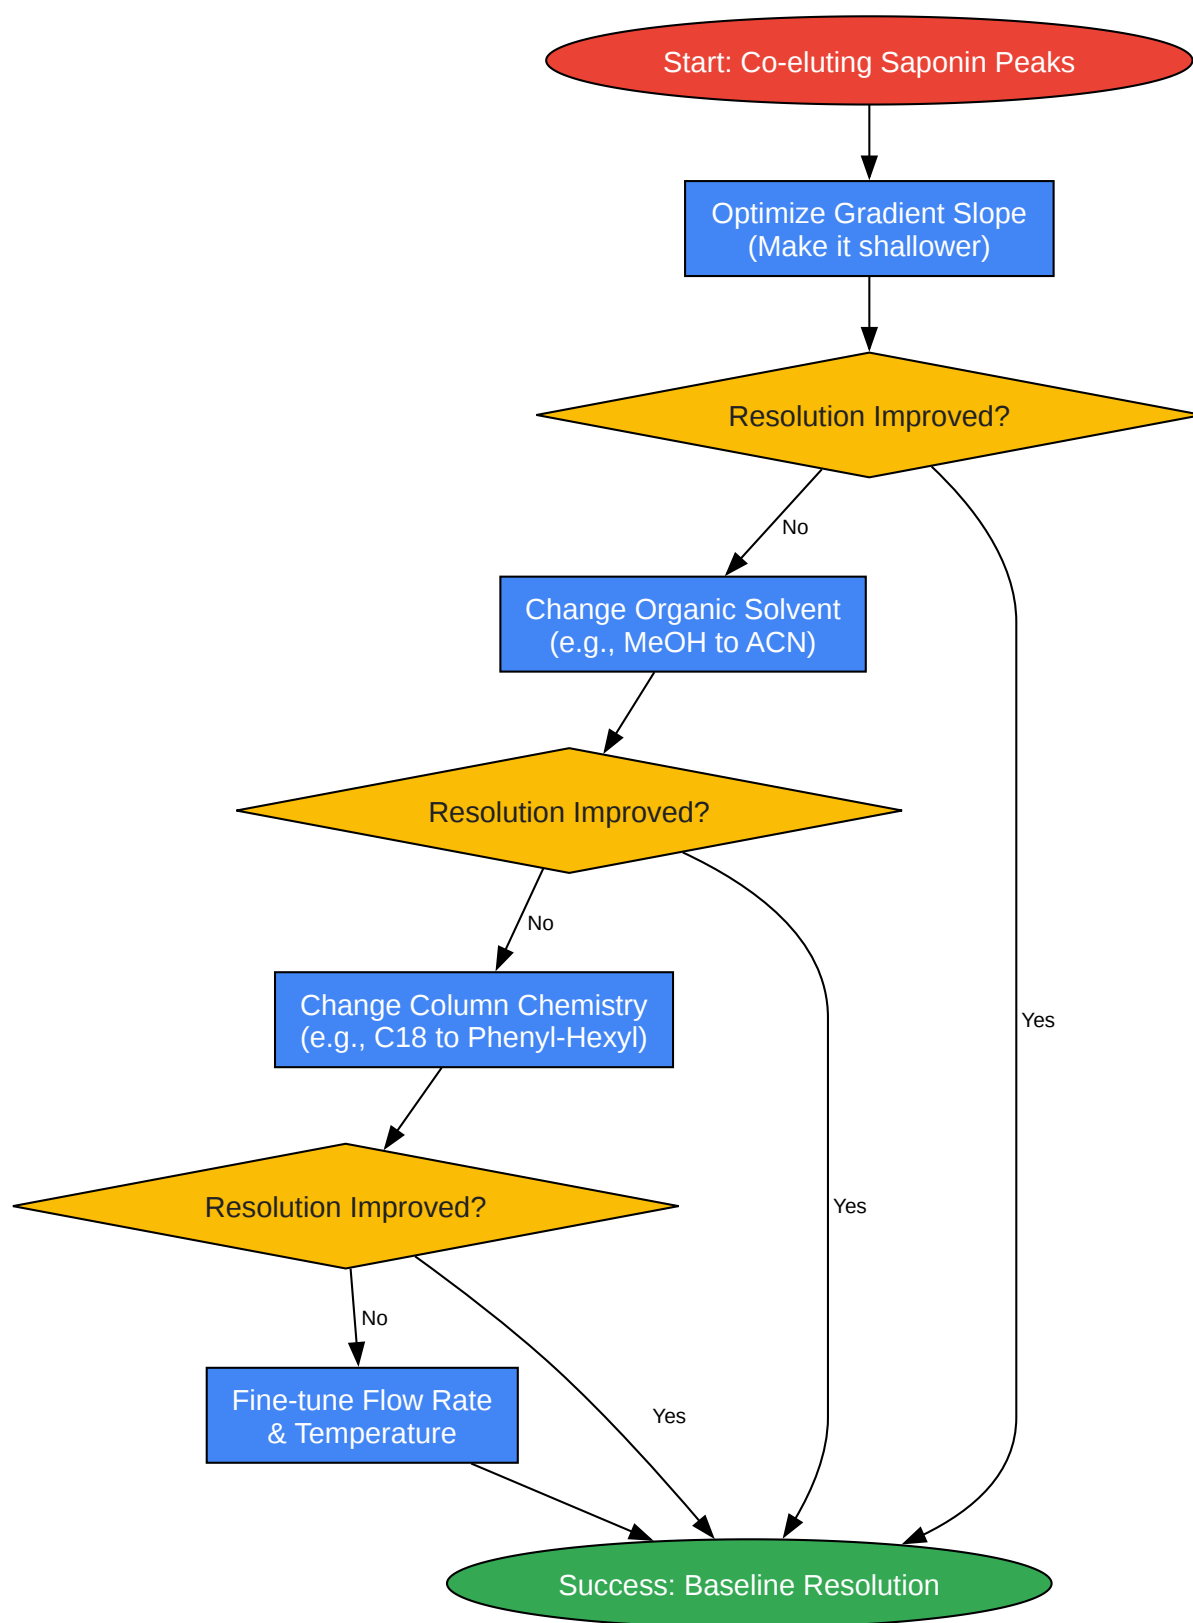 Start: Co-eluting Saponin Peaks
Optimize Gradient Slope
(Make it shallower)
Resolution Improved?
No
Change Organic Solvent
(e.g., MeOH to ACN)
Resolution Improved?
No
Change Column Chemistry
(e.g., C18 to Phenyl-Hexyl)
Yes
Resolution Improved?
Yes
No
Fine-tune Flow Rate
& Temperature
Yes
Success: Baseline Resolution